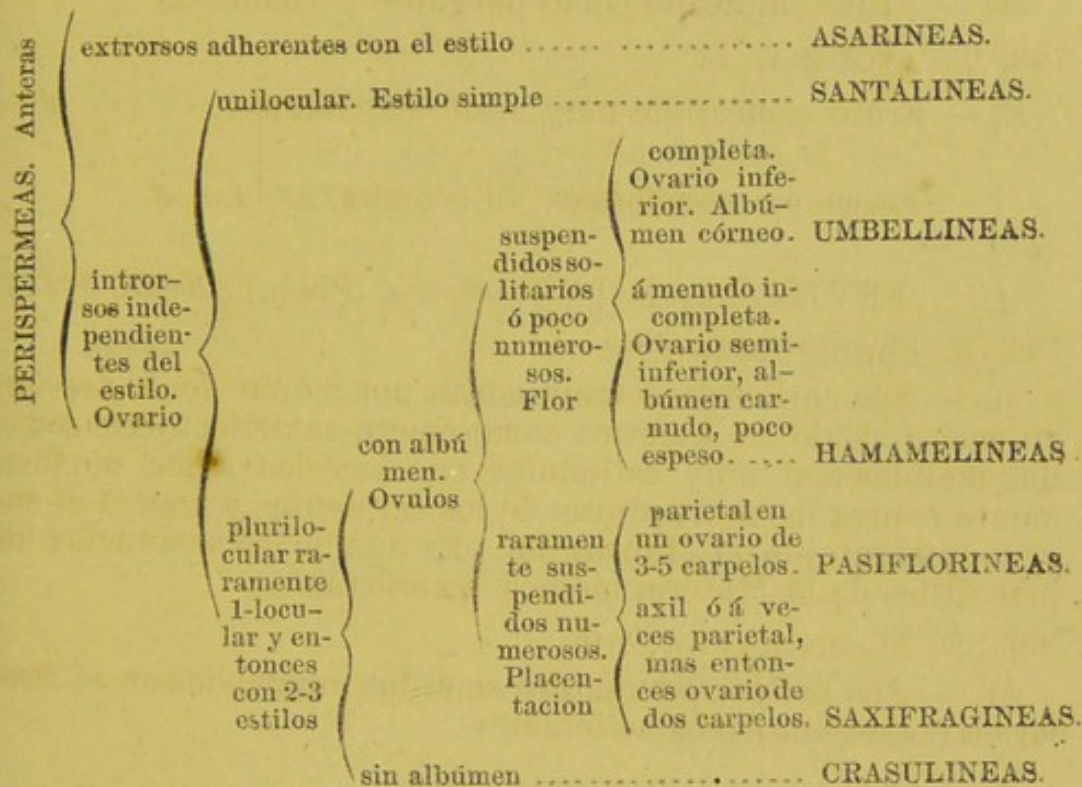 PERISPERMEAS. Anteras
extrorsos adherentes con el estilo ...... ............... ASARINEAS.
intror-
sos inde-
pendien-
tes del
estilo.
Ovario
unilocular. Estilo simple ................... SANTALINEAS.
plurilo-
cular ra-
ramente
1-locu-
lar y en-
tonces
con 2-3
estilos
con albú
men.
Ovulos
suspen-
didos so-
litarios
ó poco
numero-
sos.
Flor
completa.
Ovario infe-
rior. Albú-
men córneo. UMBELLINEAS.
á menudo in-
completa.
Ovario semi-
inferior, al-
búmen car-
nudo, poco
espeso. .... HAMAMELINEAS.
raramen
te sus-
pendi-
dos nu-
merosos.
Placen-
tacion
parietal en
un ovario de
3-5 carpelos. PASIFLORINEAS.
axil ó á ve-
ces parietal,
mas enton-
ces ovario de
dos carpelos. SAXIFRAGINEAS.
sin albúmen ..................... CRASULINEAS.